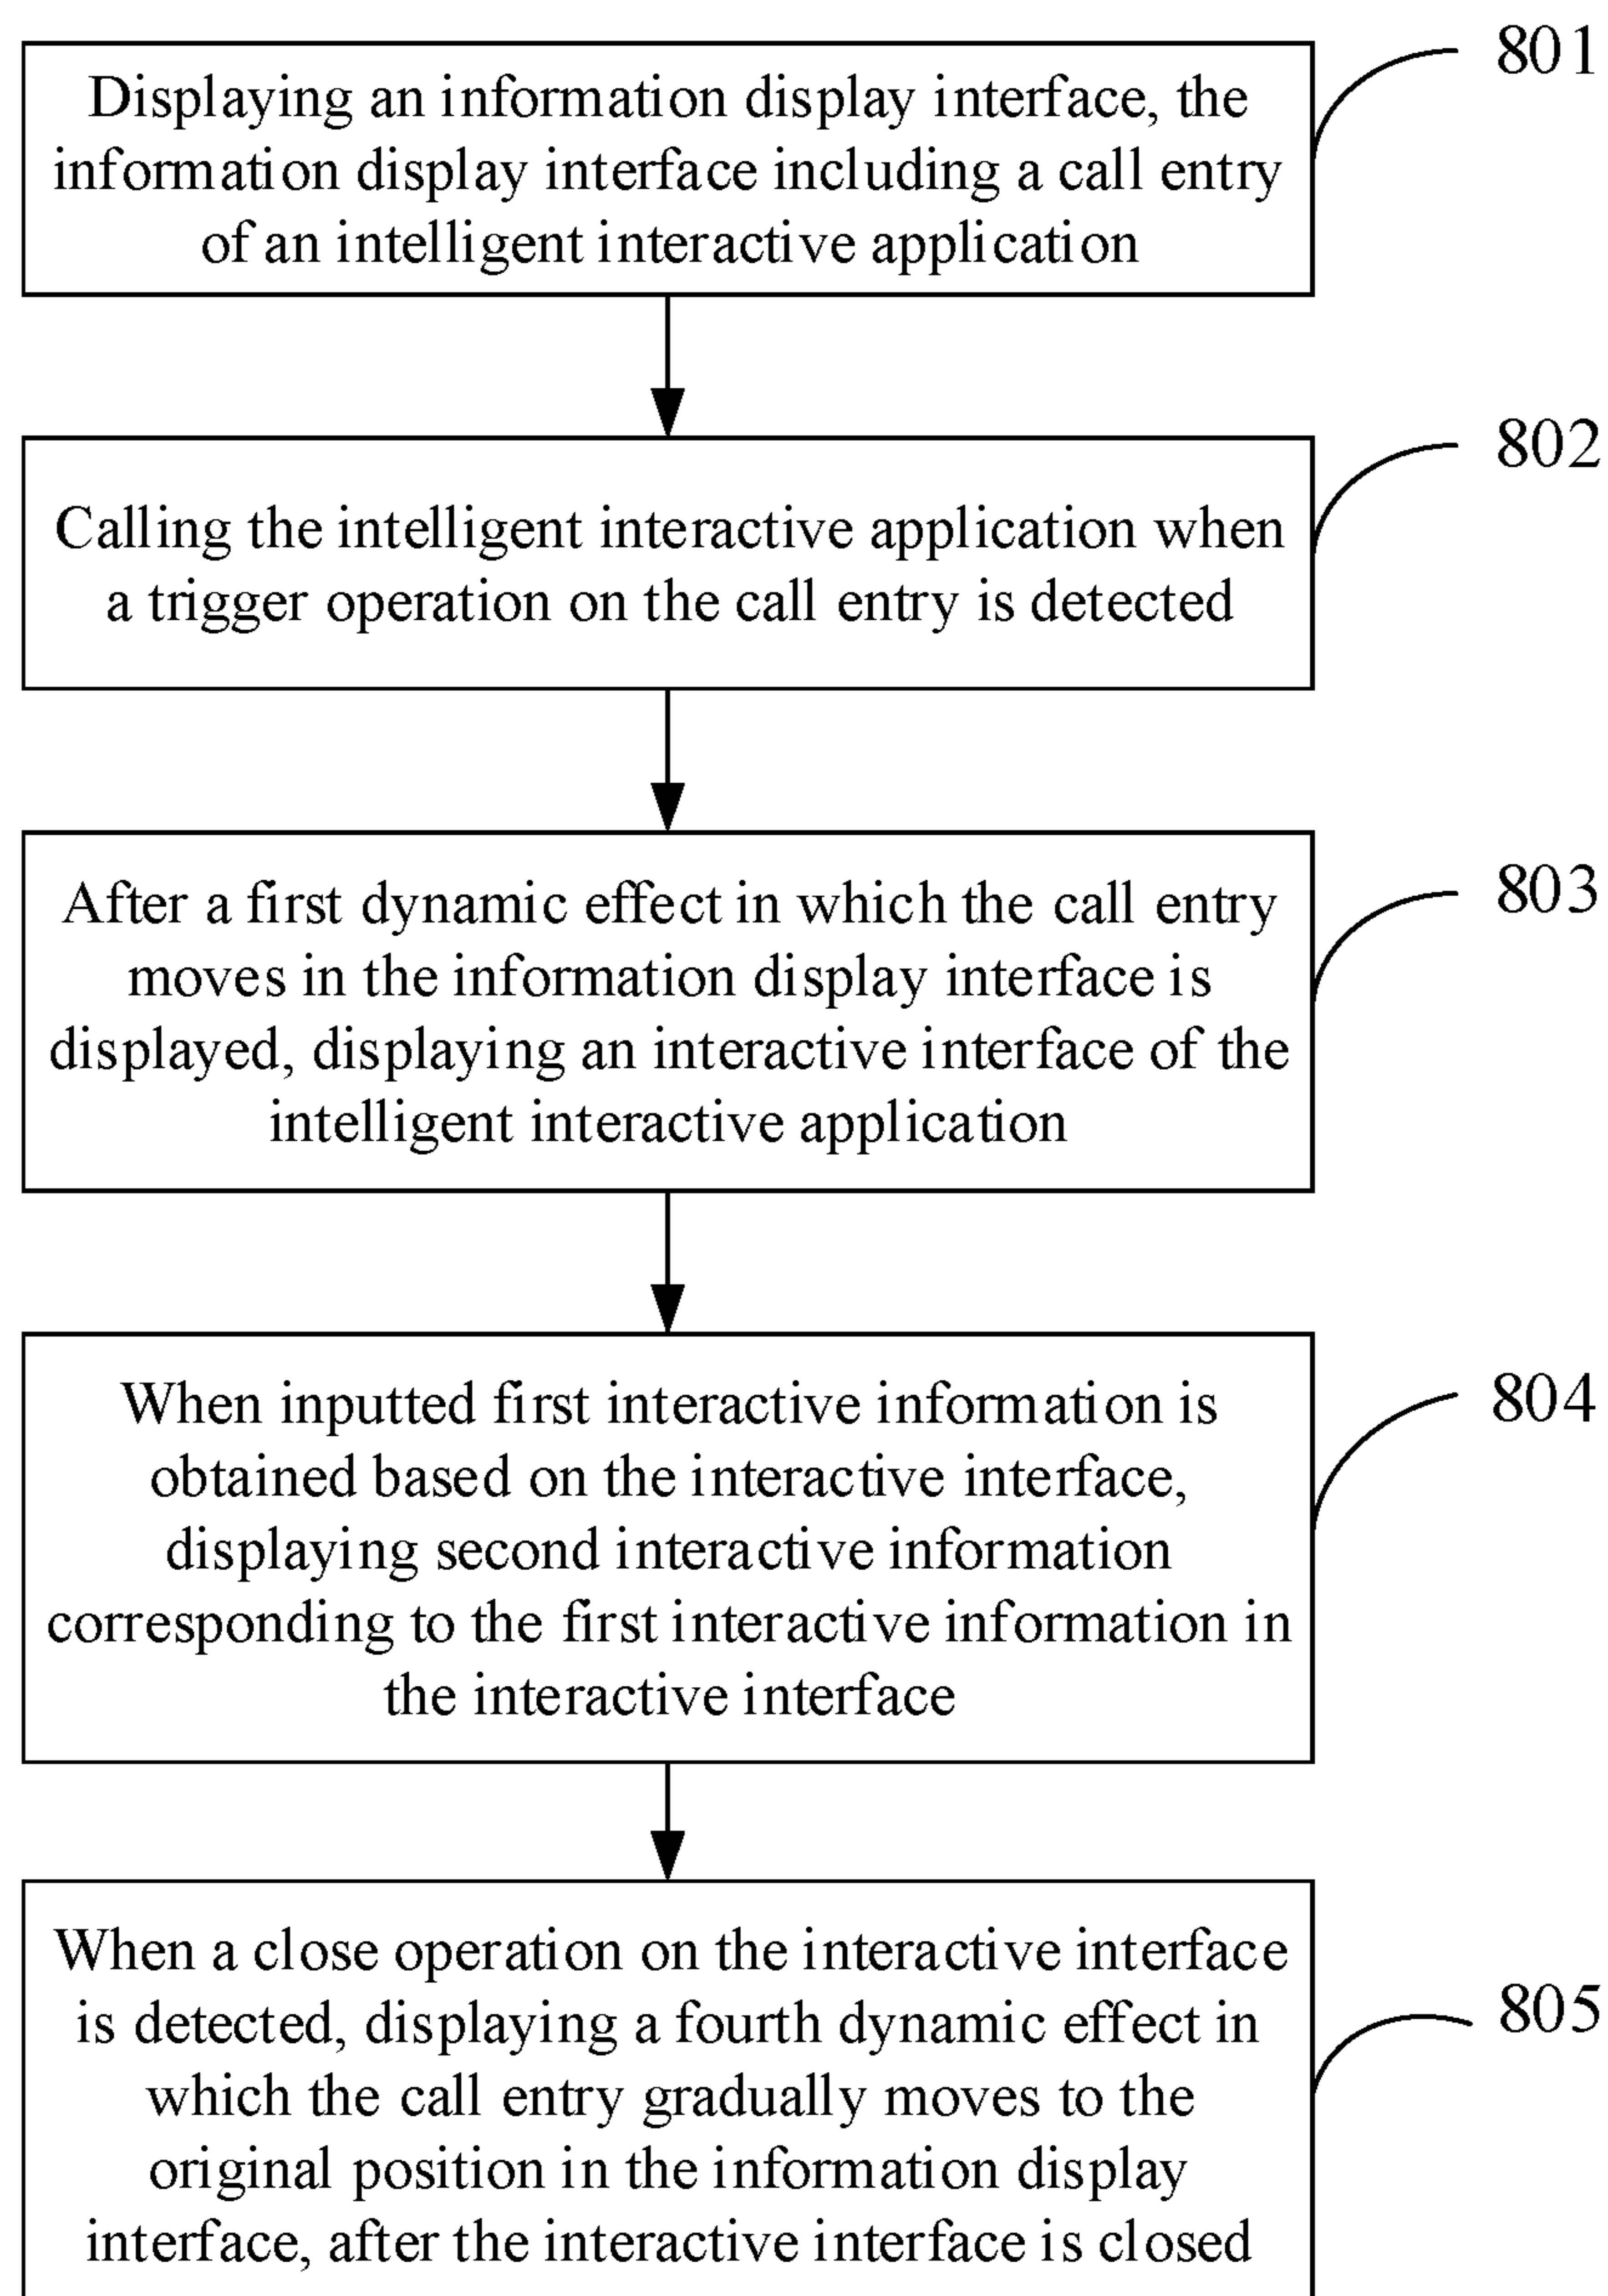 801
Displaying an information display interface, the
information display interface including a call entry
of an intelligent interactive application
802
Calling the intelligent interactive application when
a trigger operation on the call entry is detected
803
After a first dynamic effect in which the call entry
moves in the information display interface is
displayed, displaying an interactive interface of the
intelligent interactive application
804
When inputted first interactive information is
obtained based on the interactive interface,
displaying second interactive information
corresponding to the first interactive information in
the interactive interface
805
When a close operation on the interactive interface
is detected, displaying a fourth dynamic effect in
which the call entry gradually moves to the
original position in the information display
interface, after the interactive interface is closed